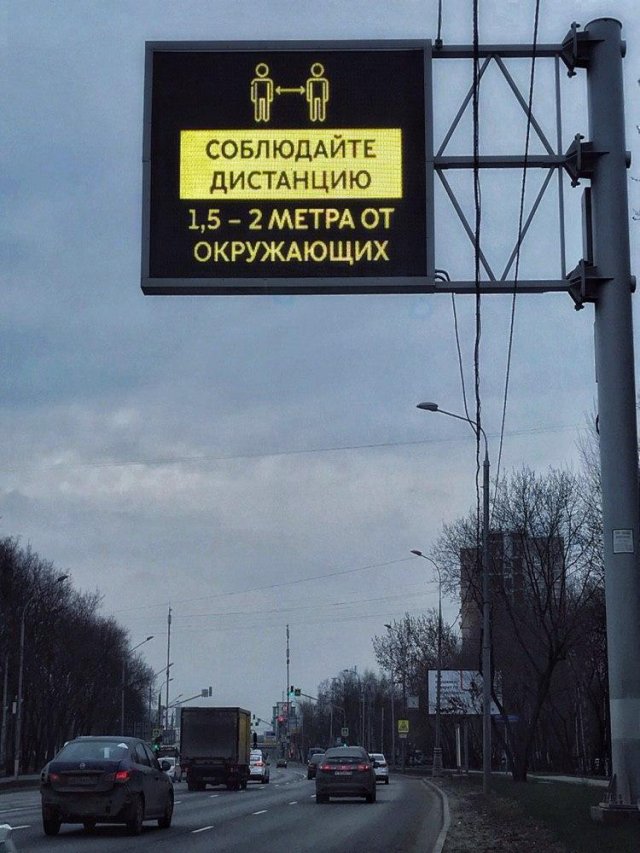 СОБЛЮДАЙТЕ
ДИСТАНЦИЮ
1,5 – 2 МЕТРА ОТ
ОКРУЖАЮЩИХ